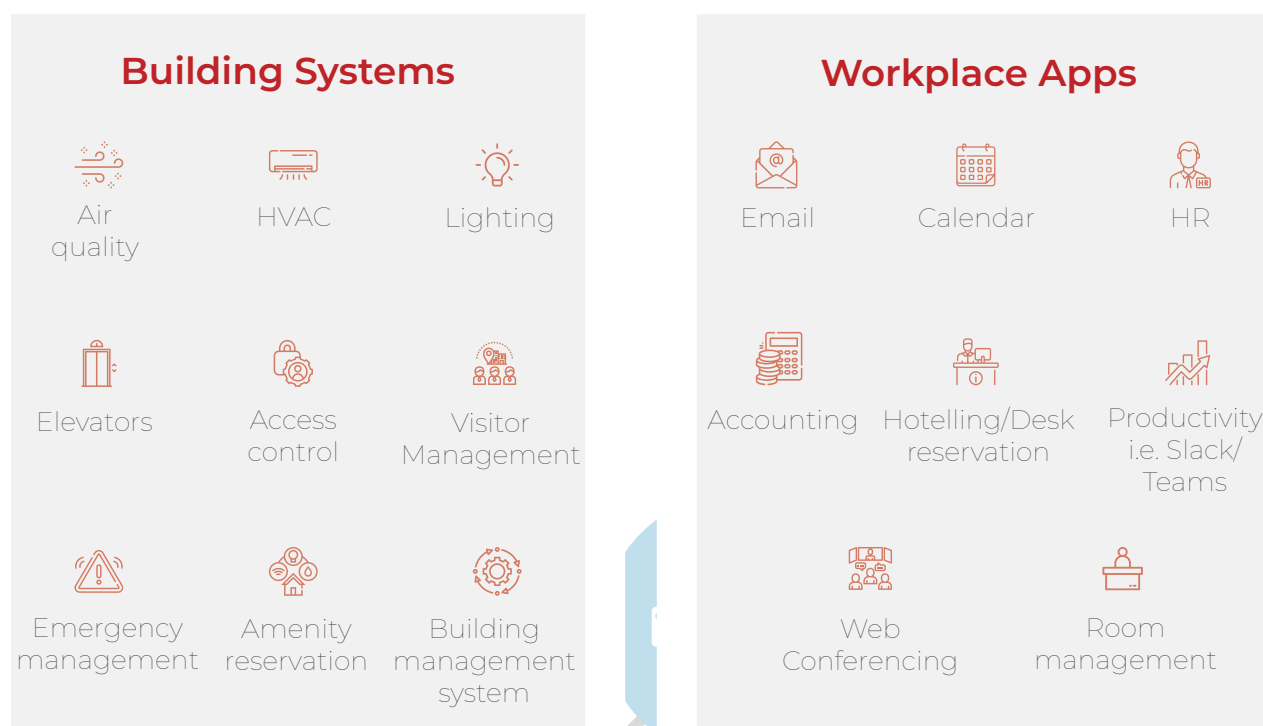 Building Systems
Air
quality
HVAC
Lighting
Elevators
Access
control
Visitor
Management
Emergency
management
Amenity
reservation
Building
management
system
Workplace Apps
@
Email
Calendar
HR
HR
Accounting
Hotelling/Desk
reservation
Productivity
i.e. Slack/
Teams
Web
Conferencing
Room
management